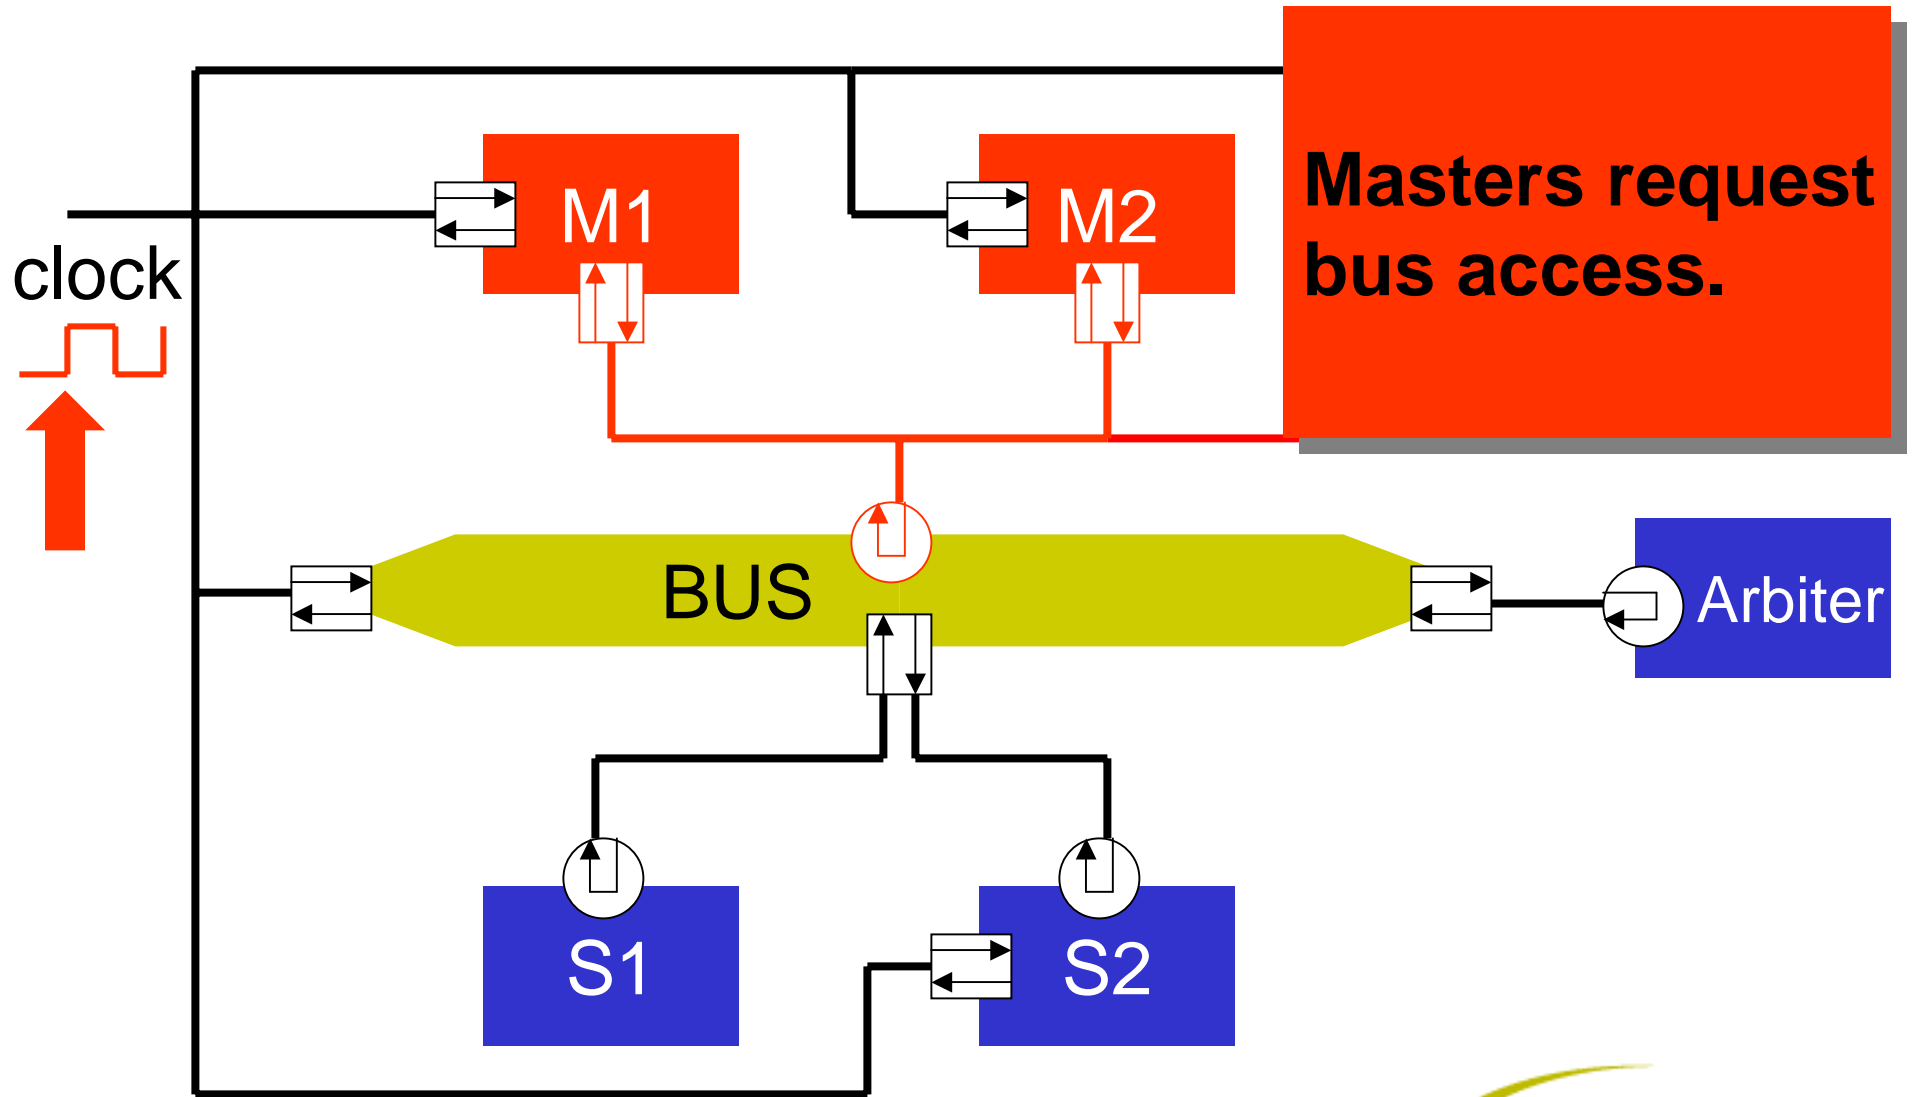 M1
M2
Masters request
bus access.
clock
BUS
Arbiter
S1
S2